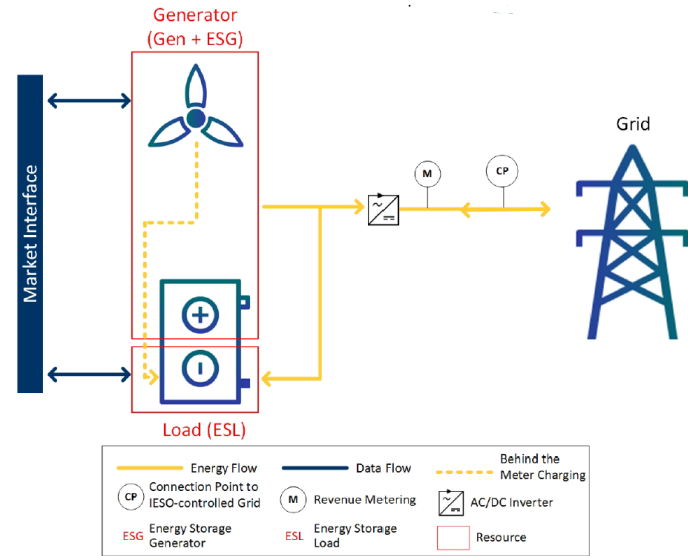 Generator
(Gen + ESG)
Grid
M
CP
Market Interface
Load (ESL)
Energy Flow
Data Flow
Behind the
Meter Charging
CP
Connection Point to
IESO-controlled Grid
M
Revenue Metering
AC/DC Inverter
ESG
Energy Storage
Generator
ESL
Energy Storage
Load
Resource